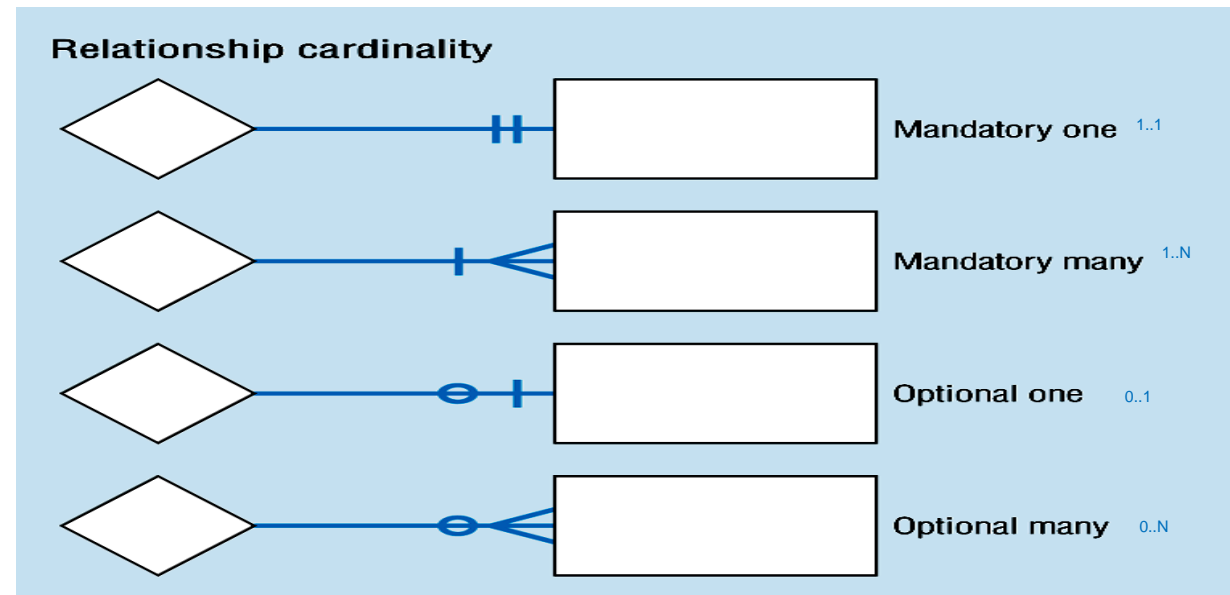 Relationship cardinality
Mandatory one 1..1
Mandatory many 1..N
Optional one 0..1
Optional many 0..N